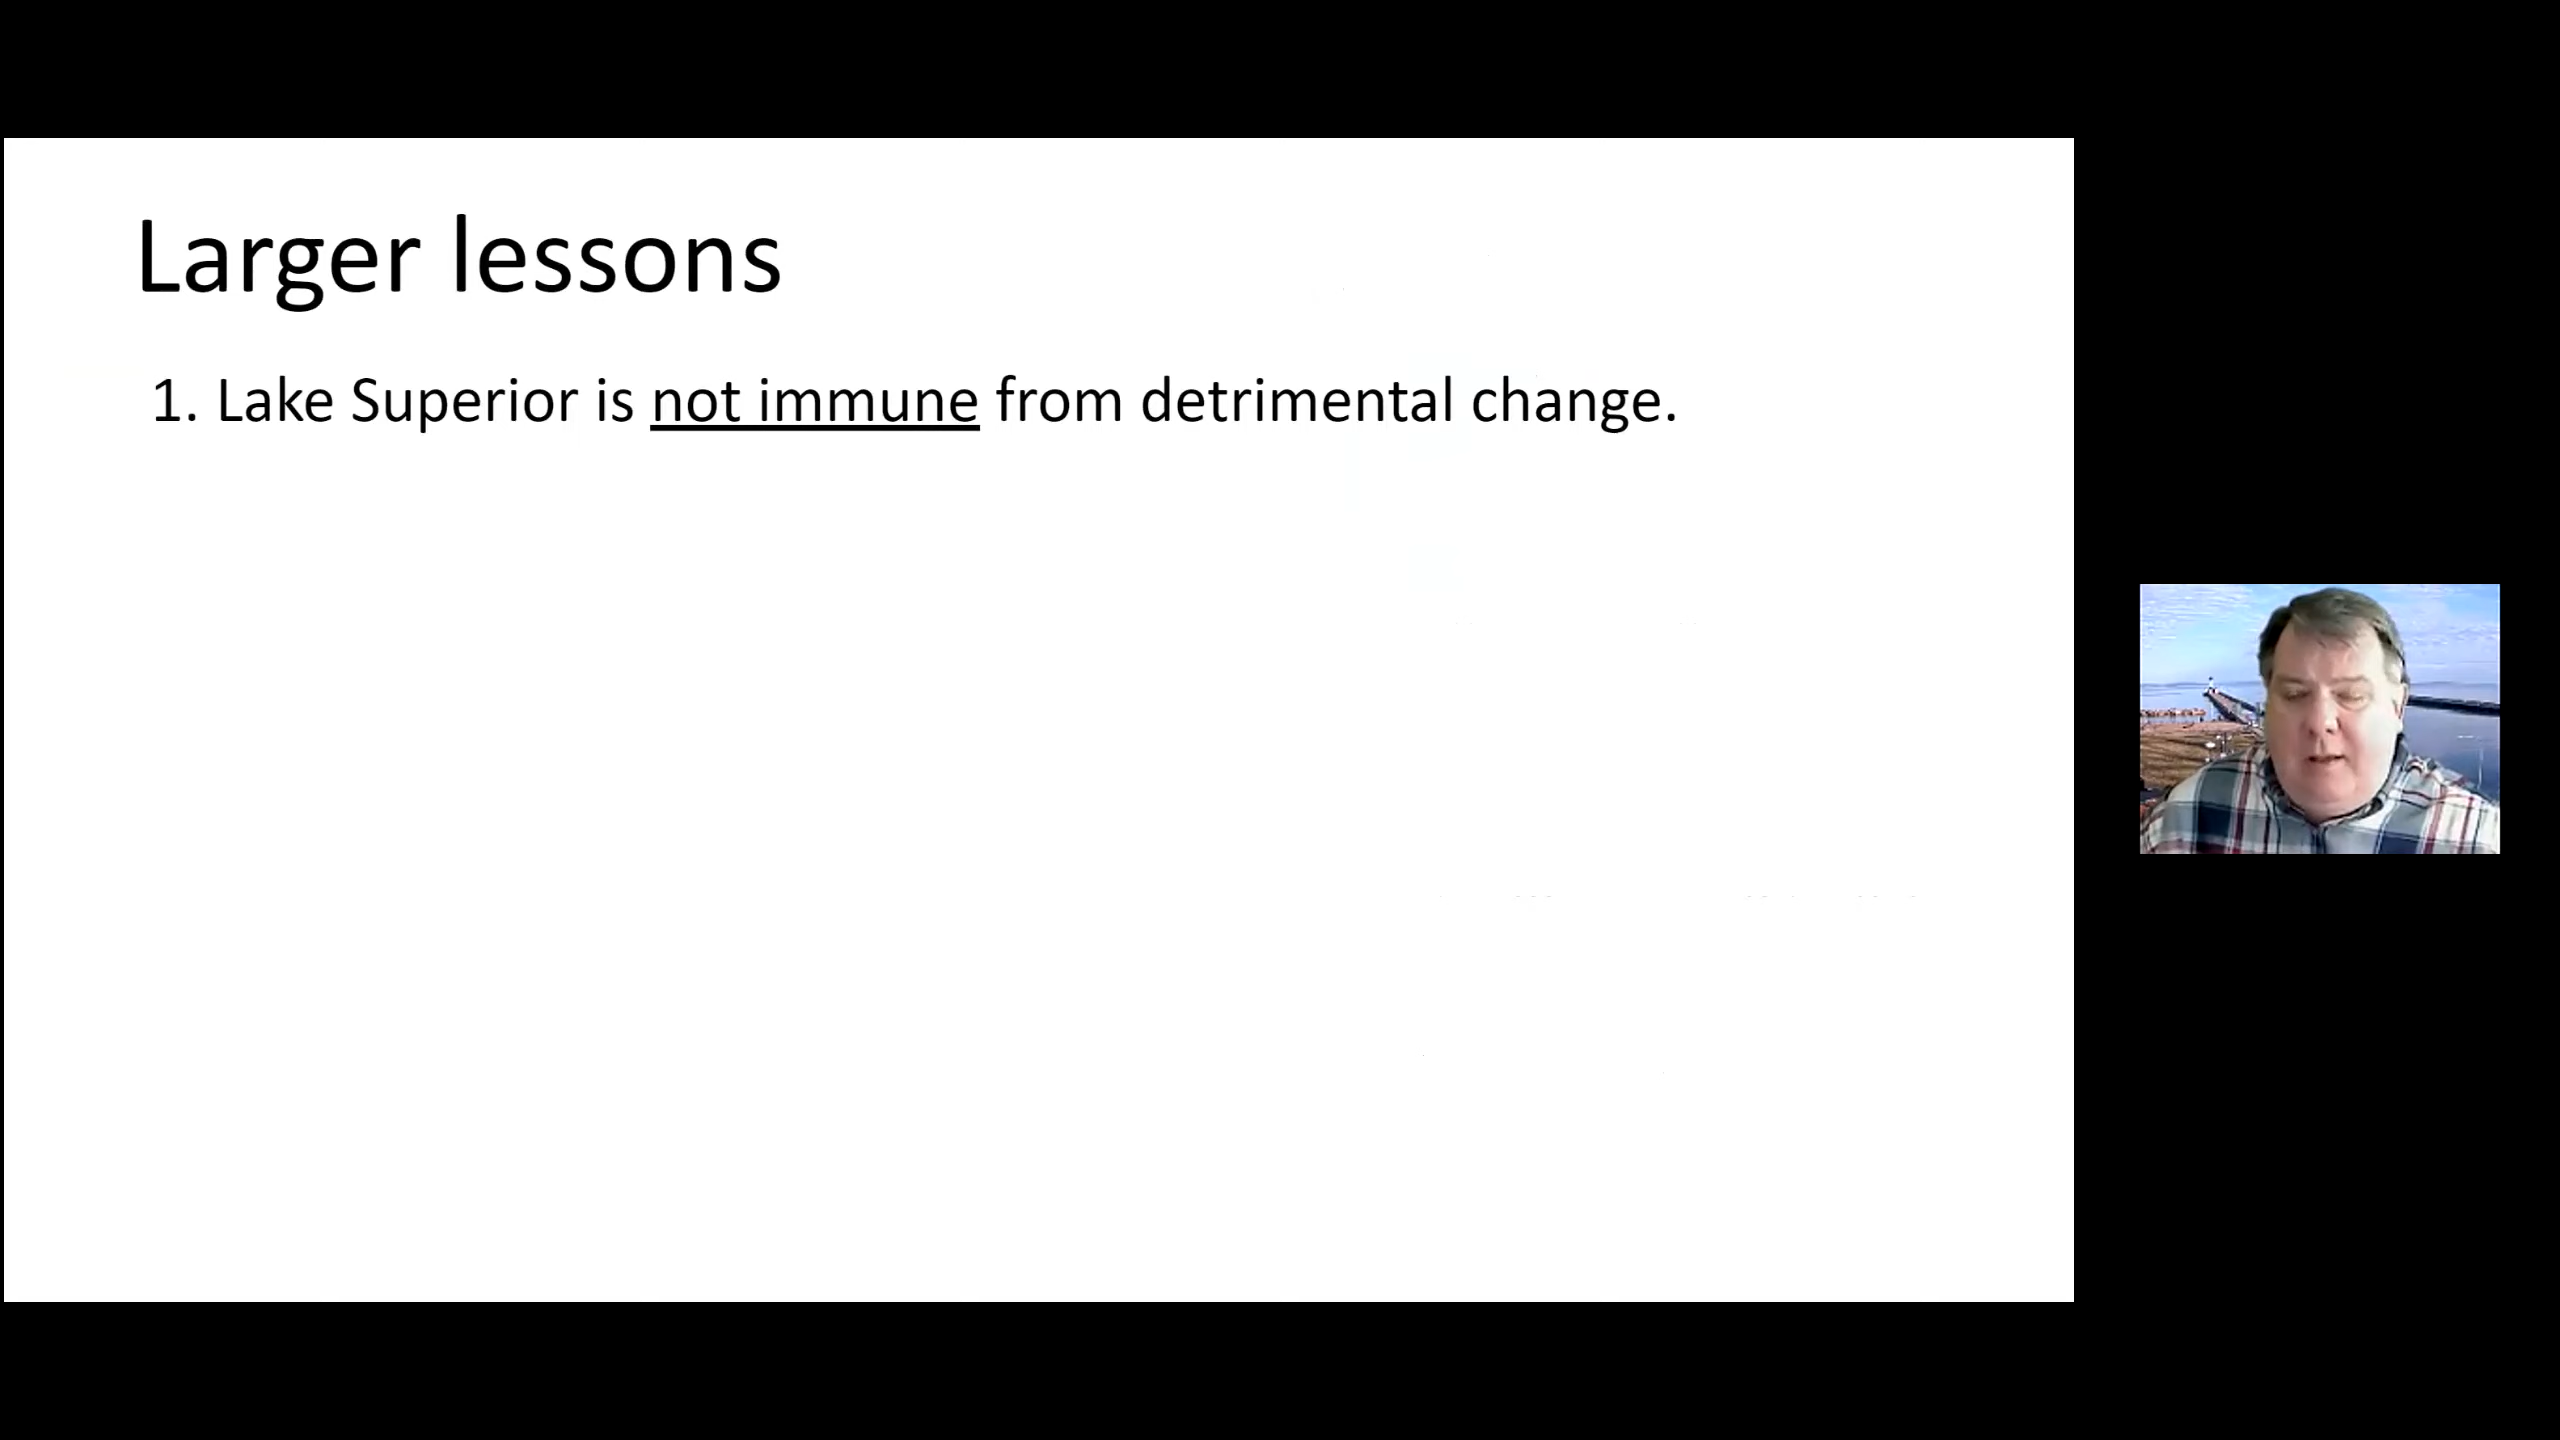 Larger lessons
1. Lake Superior is not immune from detrimental change.